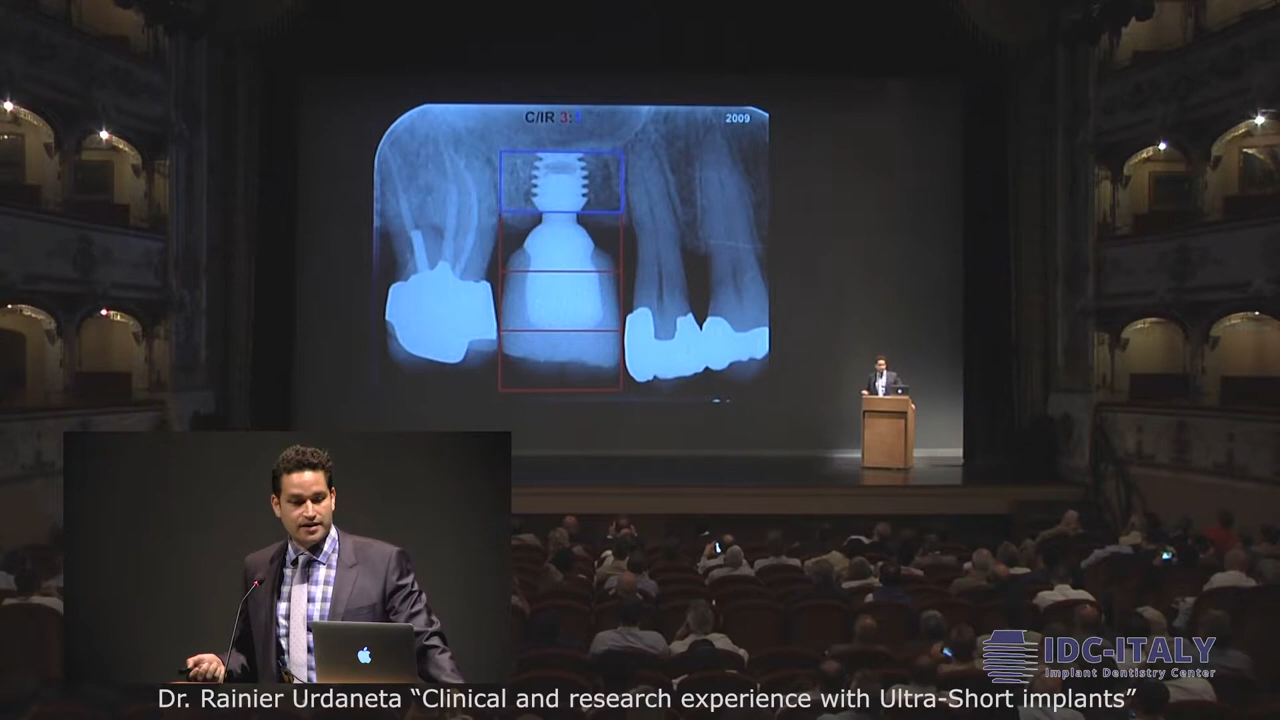 C/IR 3:1
2009
IDC-ITALY
Implant Dentistry Center
Dr. Rainier Urdaneta “Clinical and research experience with Ultra-Short implants”